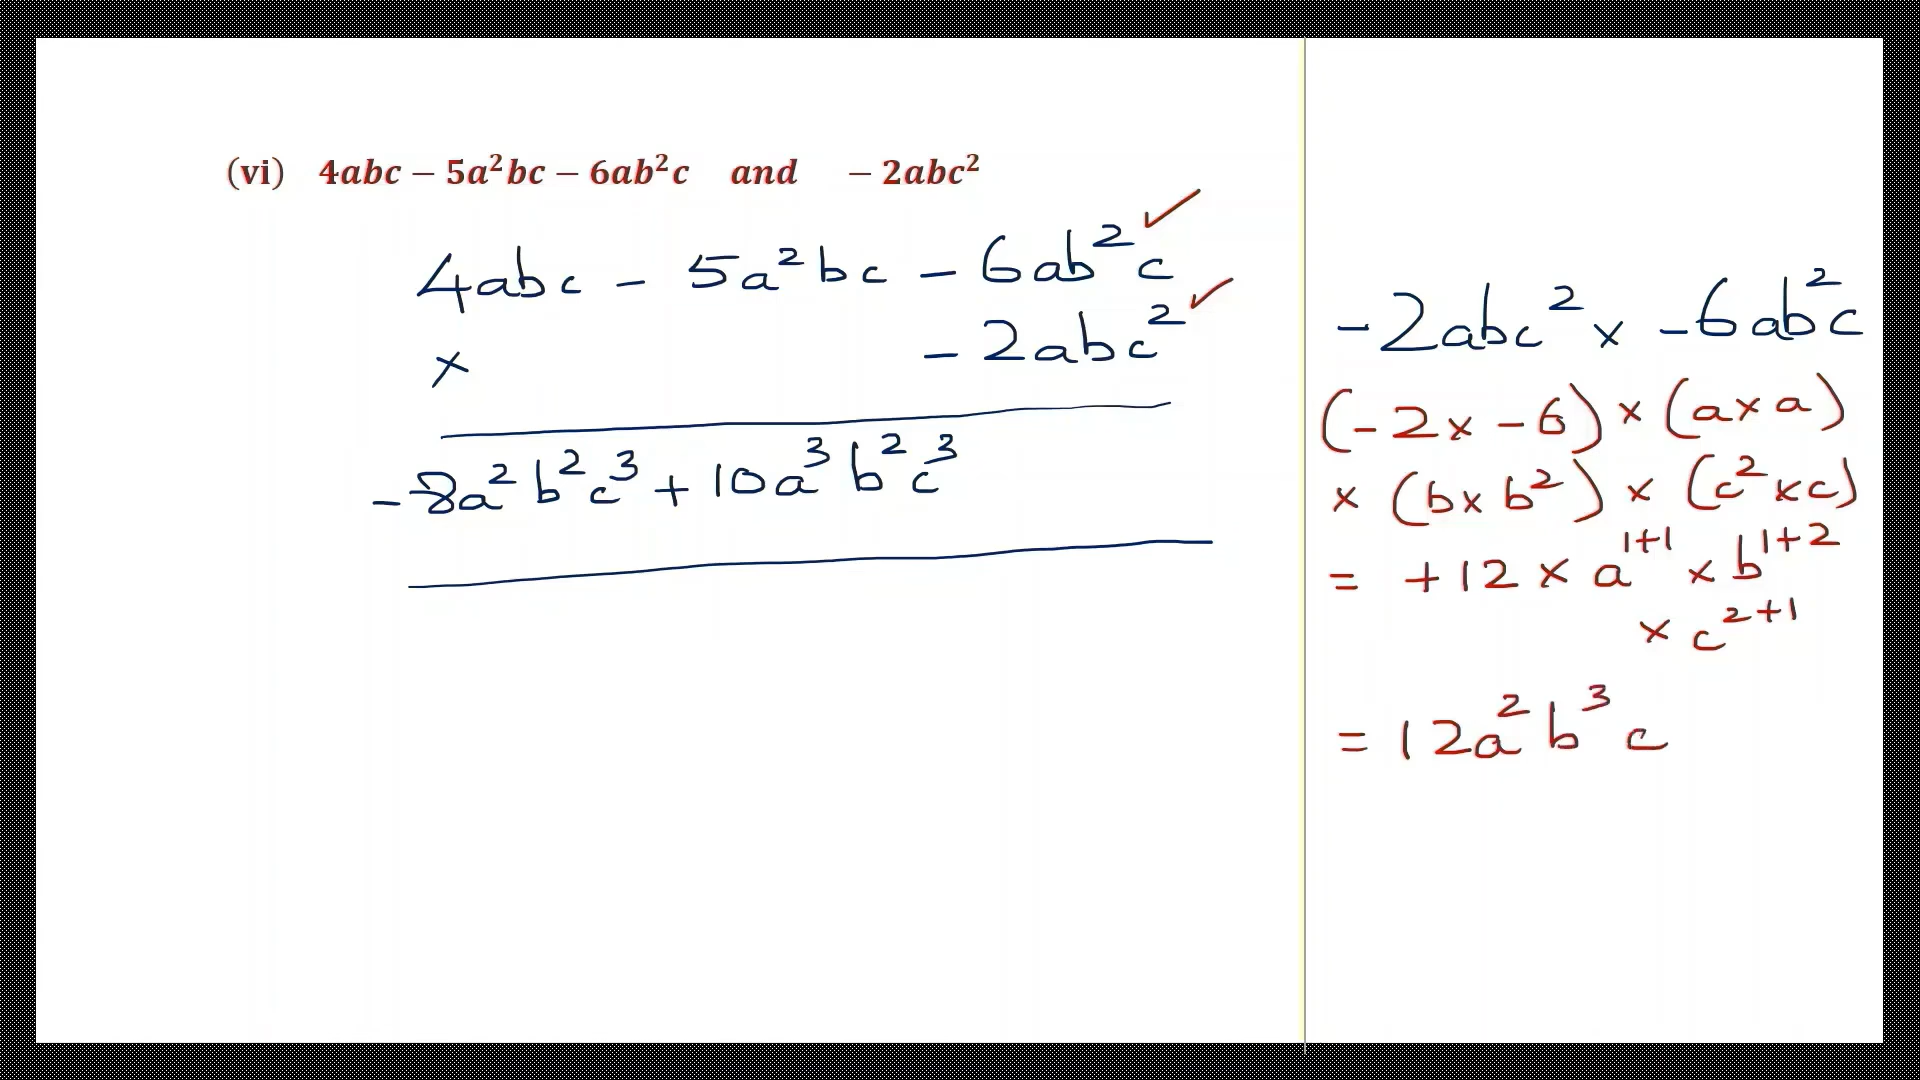 (vi) 4abc − 5a²bc − 6ab²c and − 2abc²
4abc - 5a²bc - 6ab²c ✓
× - 2abc² ✓
-8a²b²c³ + 10a³b²c³
-2abc² × -6ab²c
(-2 × -6) × (a × a)
× (b × b²) × (c² × c)
= +12 × a¹⁺¹ × b¹⁺²
× c²⁺¹
= 12a²b³c